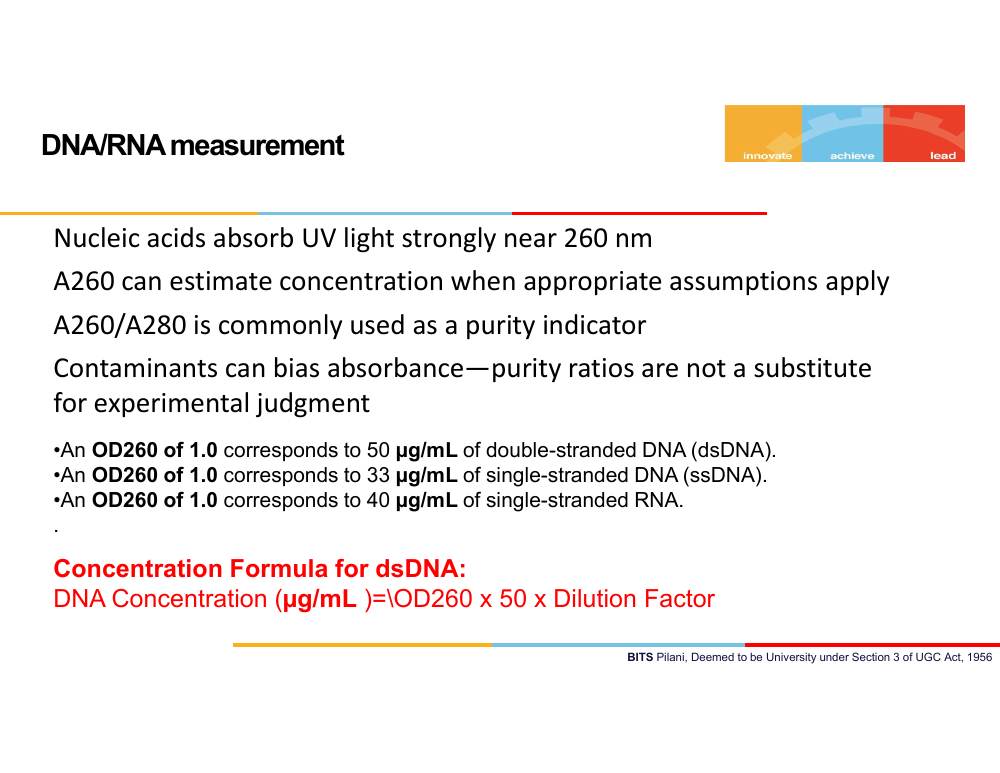 DNA/RNA measurement
innovate achieve lead
Nucleic acids absorb UV light strongly near 260 nm
A260 can estimate concentration when appropriate assumptions apply
A260/A280 is commonly used as a purity indicator
Contaminants can bias absorbance—purity ratios are not a substitute
for experimental judgment
•An OD260 of 1.0 corresponds to 50 µg/mL of double-stranded DNA (dsDNA).
•An OD260 of 1.0 corresponds to 33 µg/mL of single-stranded DNA (ssDNA).
•An OD260 of 1.0 corresponds to 40 µg/mL of single-stranded RNA.
.
Concentration Formula for dsDNA:
DNA Concentration (µg/mL )=\OD260 x 50 x Dilution Factor
BITS Pilani, Deemed to be University under Section 3 of UGC Act, 1956